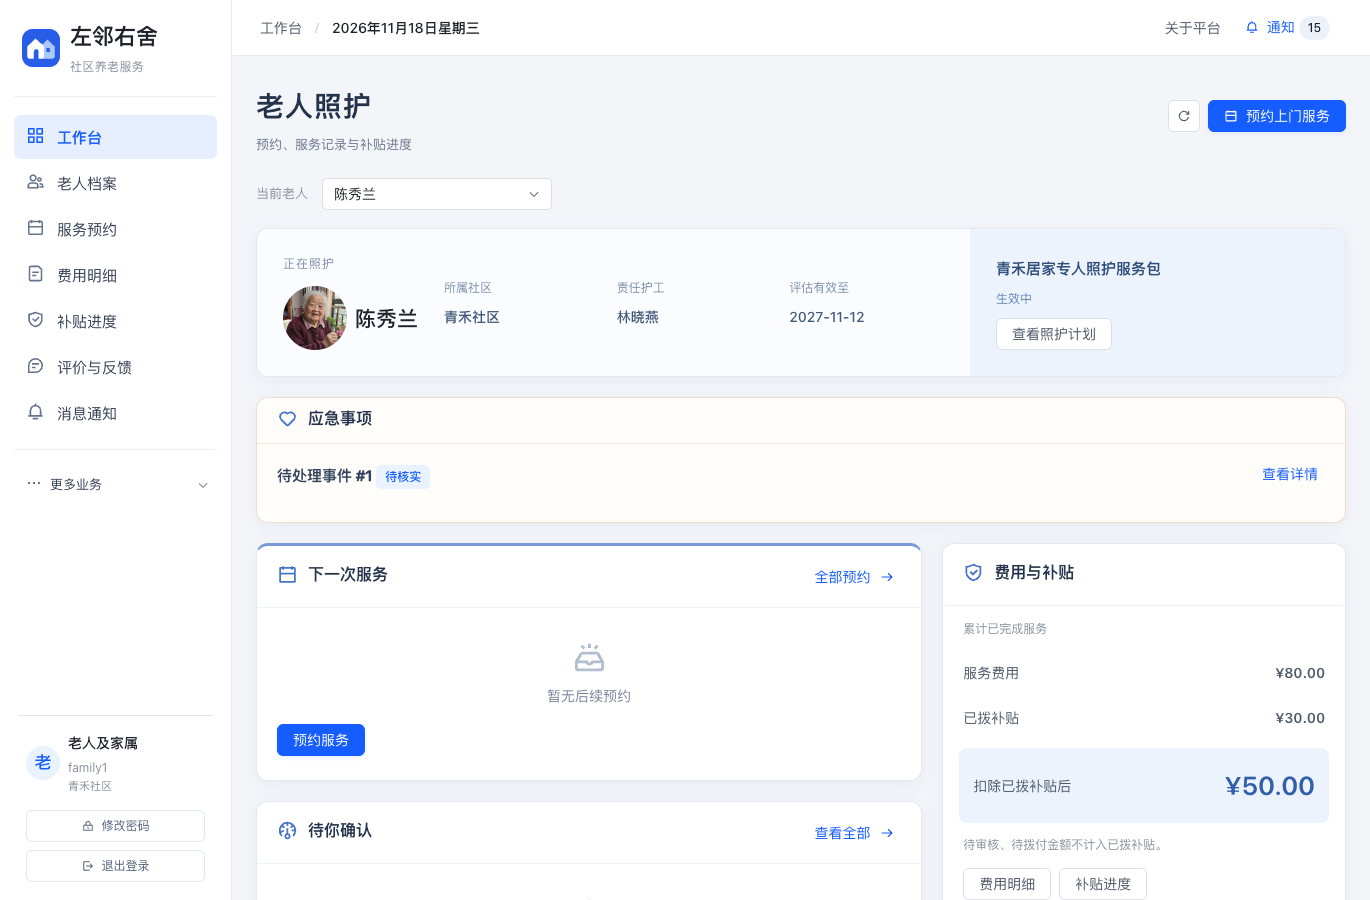 左邻右舍
社区养老服务
工作台
老人档案
服务预约
费用明细
补贴进度
评价与反馈
消息通知
更多业务
老
老人及家属
family1
青禾社区
修改密码
退出登录
工作台 / 2026年11月18日星期三
关于平台
通知 15
老人照护
预约、服务记录与补贴进度
预约上门服务
当前老人
陈秀兰
正在照护
陈秀兰
所属社区
青禾社区
责任护工
林晓燕
评估有效至
2027-11-12
青禾居家专人照护服务包
生效中
查看照护计划
应急事项
待处理事件 #1 待核实
查看详情
下一次服务
全部预约
暂无后续预约
预约服务
待你确认
查看全部
费用与补贴
累计已完成服务
服务费用 ¥80.00
已拨补贴 ¥30.00
扣除已拨补贴后 ¥50.00
待审核、待拨付金额不计入已拨补贴。
费用明细
补贴进度